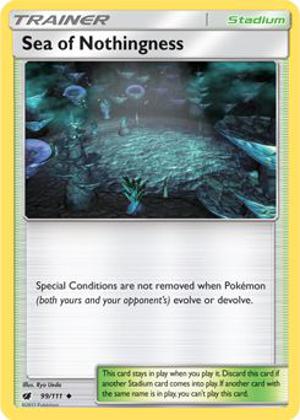 TRAINER
Stadium
Sea of Nothingness
Special Conditions are not removed when Pokémon
(both yours and your opponent's) evolve or devolve.
Illus. Ryo Ueda
99/111
©2017 Pokémon
This card stays in play when you play it. Discard this card if
another Stadium card comes into play. If another card with
the same name is in play, you can't play this card.